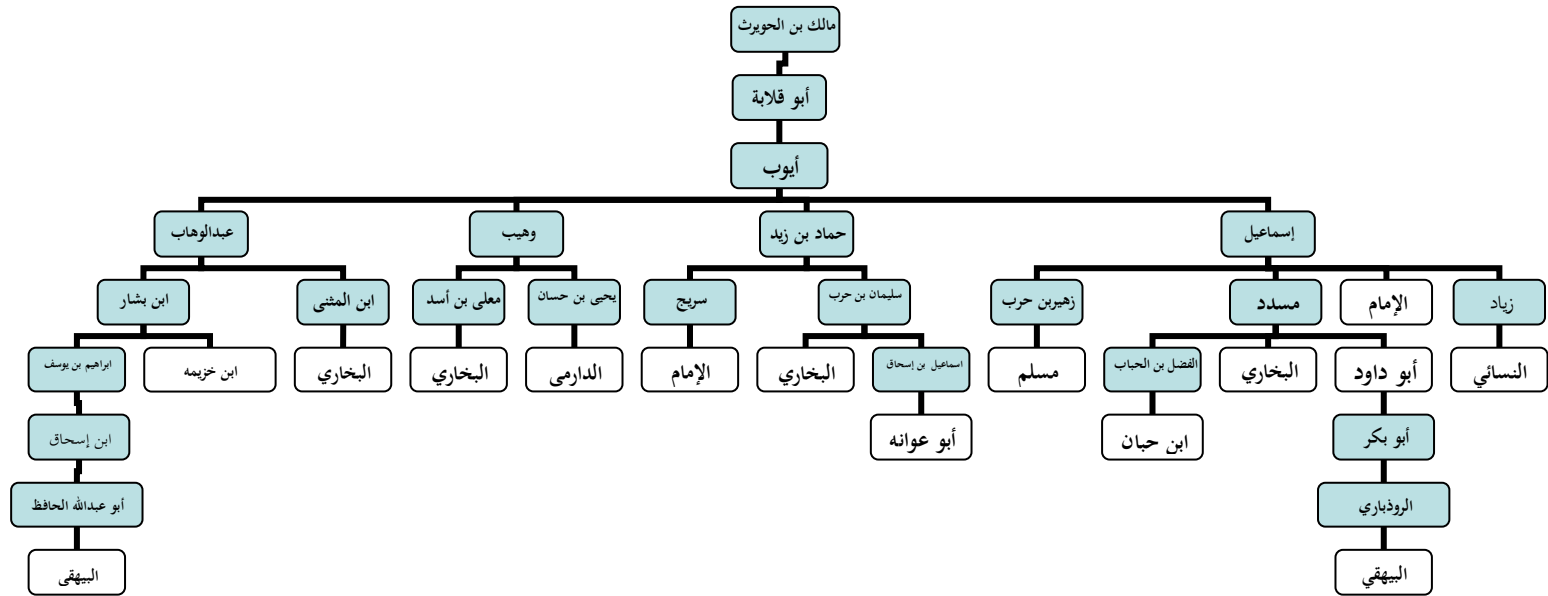 مالك بن الحويرث
أبو قلابة
أيوب
إسماعيل
حماد بن زيد
وهيب
عبدالوهاب
زياد
الإمام
مسدد
زهيربن حرب
سليمان بن حرب
سريج
يحيى بن حسان
معلى بن أسد
ابن المثنى
ابن بشار
النسائي
أبو داود
البخاري
الفضل بن الحباب
مسلم
اسماعيل بن إسحاق
البخاري
الإمام
الدارمى
البخاري
البخاري
ابن خزيمه
ابراهيم بن يوسف
أبو بكر
ابن حبان
أبو عوانه
ابن إسحاق
الروذباري
أبو عبدالله الحافظ
البيهقي
البيهقى